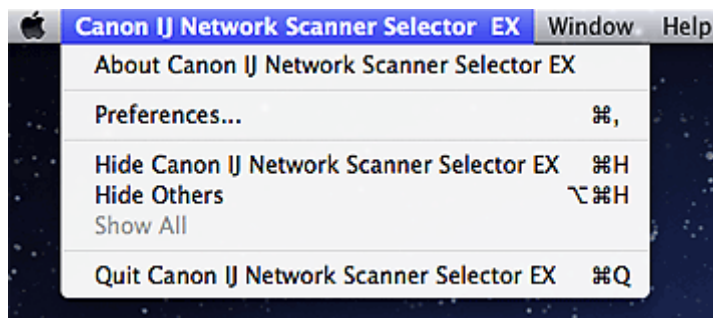 Canon IJ Network Scanner Selector EX Window Help
About Canon IJ Network Scanner Selector EX
Preferences... ⌘,
Hide Canon IJ Network Scanner Selector EX ⌘H
Hide Others ⌥⌘H
Show All
Quit Canon IJ Network Scanner Selector EX ⌘Q